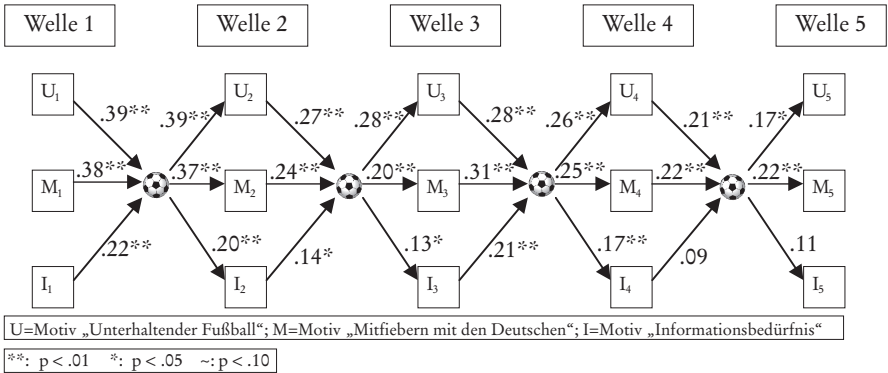 Welle 1 Welle 2 Welle 3 Welle 4 Welle 5
U1 U2 U3 U4 U5
.39** .39** .27** .28** .28** .26** .21** .17*
M1 .38** .37** M2 .24** .20** M3 .31** .25** M4 .22** .22** M5
.22** .20** .14* .13* .21** .17** .09 .11
I1 I2 I3 I4 I5
U=Motiv „Unterhaltender Fußball“; M=Motiv „Mitfiebern mit den Deutschen“; I=Motiv „Informationsbedürfnis“
**: p < .01 *: p < .05 ~: p < .10